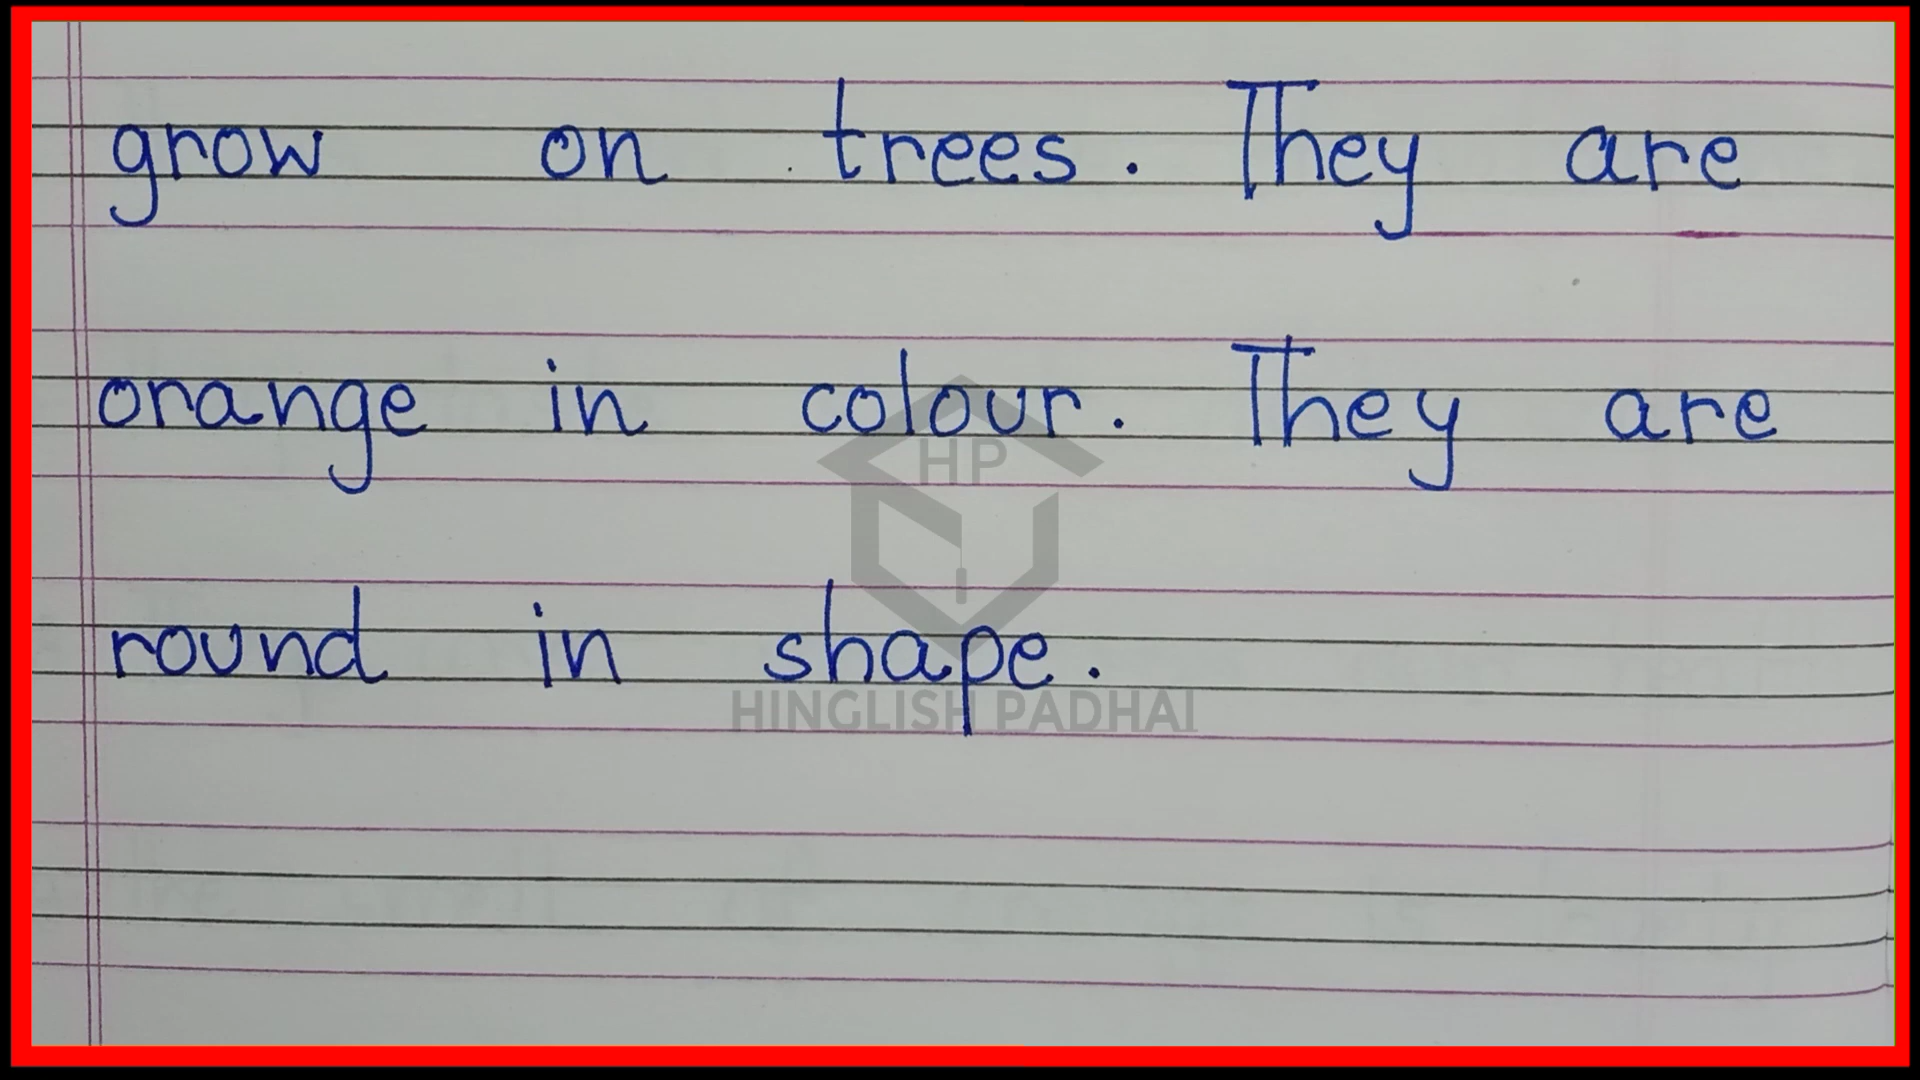 grow on trees. They are
orange in colour. They are
HP
round in shape.
HINGLISH PADHAI